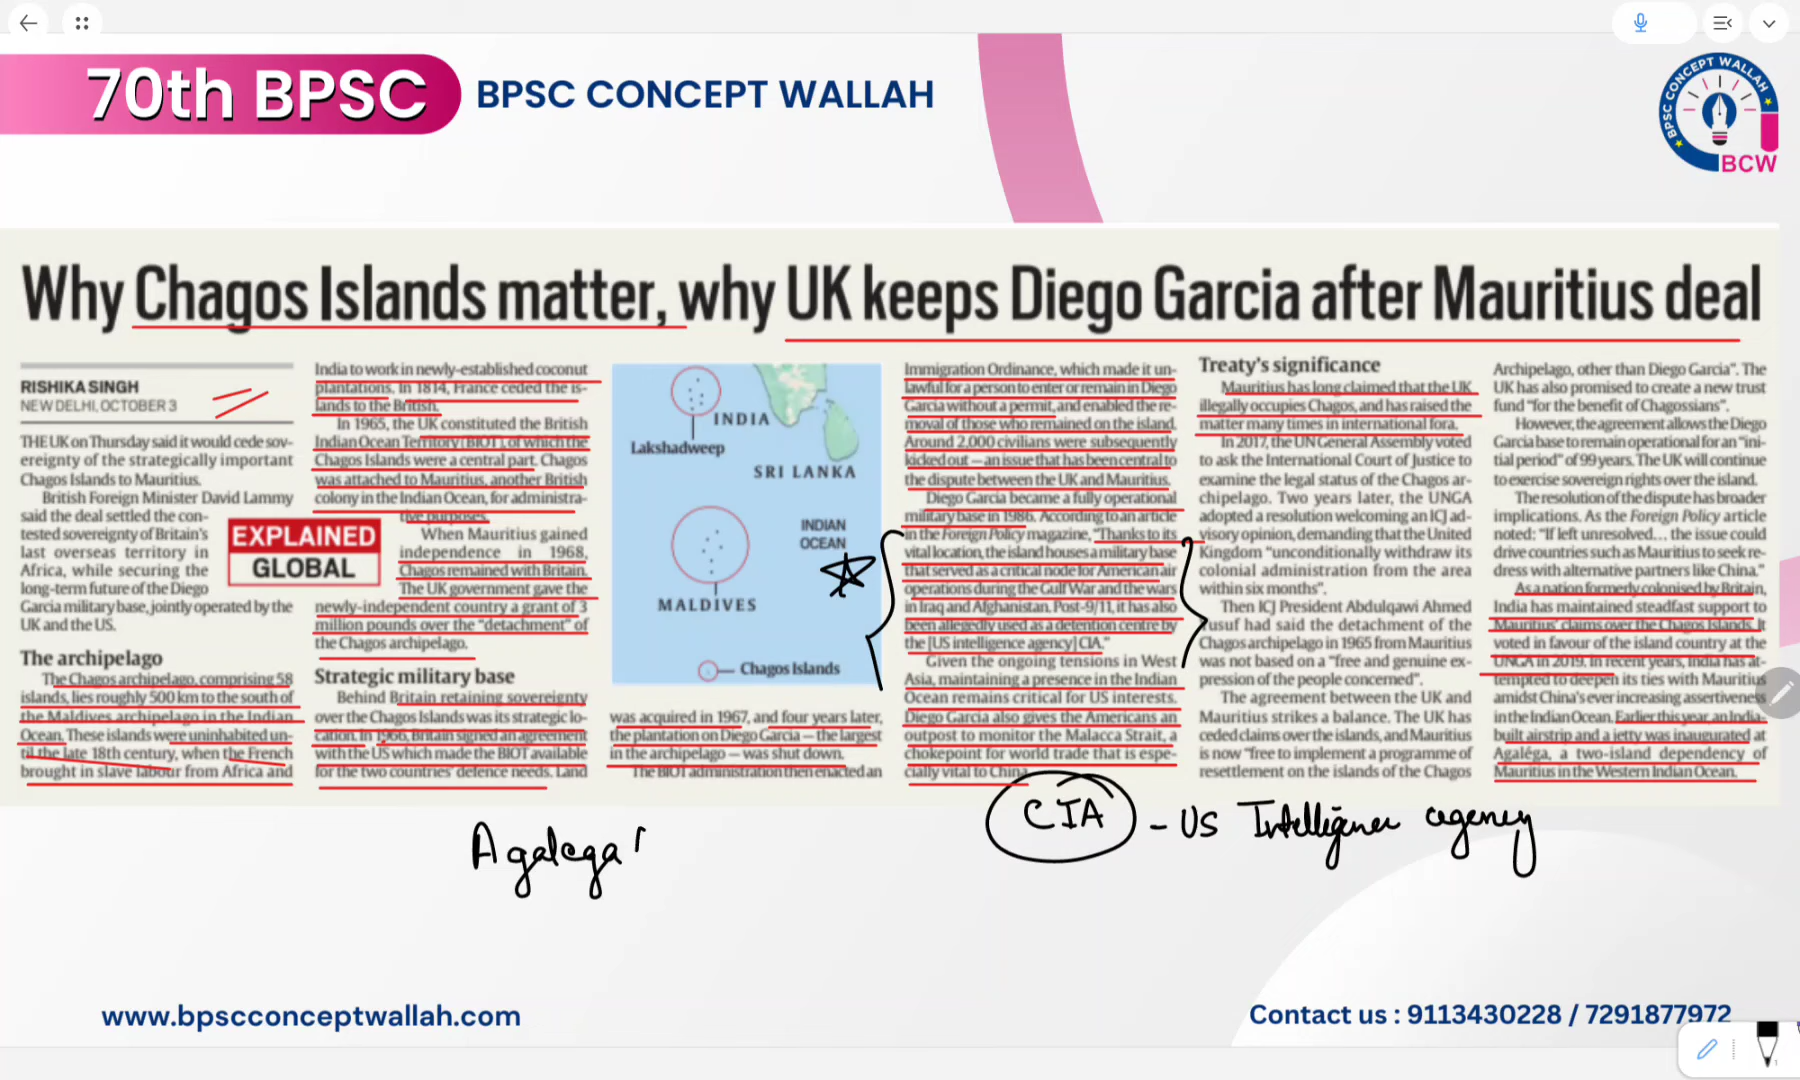 70th BPSC
BPSC CONCEPT WALLAH
BPSC CONCEPT WALLAH
BCW
Why Chagos Islands matter, why UK keeps Diego Garcia after Mauritius deal
RISHIKA SINGH
NEW DELHI, OCTOBER 3
THE UK on Thursday said it would cede sov-
ereignty of the strategically important
Chagos Islands to Mauritius.
British Foreign Minister David Lammy
said the deal settled the con-
tested sovereignty of Britain's
last overseas territory in
Africa, while securing the
long-term future of the Diego
Garcia military base, jointly operated by the
UK and the US.
The archipelago
The Chagos archipelago, comprising 58
islands, lies roughly 500 km to the south of
the Maldives archipelago in the Indian
Ocean. These islands were uninhabited un-
til the late 18th century, when the French
brought in slave labour from Africa and
India to work in newly-established coconut
plantations. In 1814, France ceded the is-
lands to the British.
In 1965, the UK constituted the British
Indian Ocean Territory (BIOT), of which the
Chagos Islands were a central part. Chagos
was attached to Mauritius, another British
colony in the Indian Ocean, for administra-
tive purposes.
EXPLAINED
GLOBAL
When Mauritius gained
independence in 1968,
Chagos remained with Britain.
The UK government gave the
newly-independent country a grant of 3
million pounds over the "detachment" of
the Chagos archipelago.
Strategic military base
Behind Britain retaining sovereignty
over the Chagos Islands was its strategic lo-
cation. In 1966, Britain signed an agreement
with the US which made the BIOT available
for the two countries' defence needs. Land
INDIA
Lakshadweep
SRI LANKA
INDIAN
OCEAN
MALDIVES
Chagos Islands
was acquired in 1967, and four years later,
the plantation on Diego Garcia — the largest
in the archipelago — was shut down.
The BIOT administration then enacted an
Immigration Ordinance, which made it un-
lawful for a person to enter or remain in Diego
Garcia without a permit, and enabled the re-
moval of those who remained on the island.
Around 2,000 civilians were subsequently
kicked out — an issue that has been central to
the dispute between the UK and Mauritius.
Diego Garcia became a fully operational
military base in 1986. According to an article
in the Foreign Policy magazine, "Thanks to its
vital location, the island houses a military base
that served as a critical node for American air
operations during the Gulf War and the wars
in Iraq and Afghanistan. Post-9/11, it has also
been allegedly used as a detention centre by
the [US intelligence agency] CIA."
Given the ongoing tensions in West
Asia, maintaining a presence in the Indian
Ocean remains critical for US interests.
Diego Garcia also gives the Americans an
outpost to monitor the Malacca Strait, a
chokepoint for world trade that is espe-
cially vital to China.
Treaty's significance
Mauritius has long claimed that the UK
illegally occupies Chagos, and has raised the
matter many times in international fora.
In 2017, the UN General Assembly voted
to ask the International Court of Justice to
examine the legal status of the Chagos ar-
chipelago. Two years later, the UNGA
adopted a resolution welcoming an ICJ ad-
visory opinion, demanding that the United
Kingdom "unconditionally withdraw its
colonial administration from the area
within six months".
Then ICJ President Abdulqawi Ahmed
Yusuf had said the detachment of the
Chagos archipelago in 1965 from Mauritius
was not based on a "free and genuine ex-
pression of the people concerned".
The agreement between the UK and
Mauritius strikes a balance. The UK has
ceded claims over the islands, and Mauritius
is now "free to implement a programme of
resettlement on the islands of the Chagos
Archipelago, other than Diego Garcia". The
UK has also promised to create a new trust
fund "for the benefit of Chagossians".
However, the agreement allows the Diego
Garcia base to remain operational for an "ini-
tial period" of 99 years. The UK will continue
to exercise sovereign rights over the island.
The resolution of the dispute has broader
implications. As the Foreign Policy article
noted: "If left unresolved... the issue could
drive countries such as Mauritius to seek re-
dress with alternative partners like China."
As a nation formerly colonised by Britain,
India has maintained steadfast support to
Mauritius' claims over the Chagos Islands. It
voted in favour of the island country at the
UNGA in 2019. In recent years, India has at-
tempted to deepen its ties with Mauritius
amidst China's ever increasing assertiveness
in the Indian Ocean. Earlier this year, an India-
built airstrip and a jetty was inaugurated at
Agaléga, a two-island dependency of
Mauritius in the Western Indian Ocean.
CIA - US Intelligence agency
Agalega
www.bpscconceptwallah.com
Contact us : 9113430228 / 7291877972